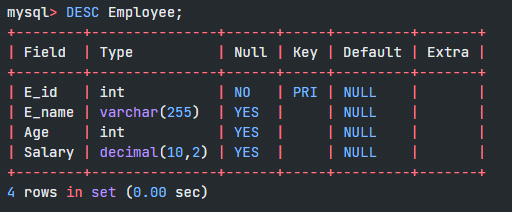 mysql> DESC Employee;
+--------+---------------+------+-----+---------+-------+
| Field  | Type          | Null | Key | Default | Extra |
+--------+---------------+------+-----+---------+-------+
| E_id   | int           | NO   | PRI | NULL    |       |
| E_name | varchar(255)  | YES  |     | NULL    |       |
| Age    | int           | YES  |     | NULL    |       |
| Salary | decimal(10,2) | YES  |     | NULL    |       |
+--------+---------------+------+-----+---------+-------+
4 rows in set (0.00 sec)